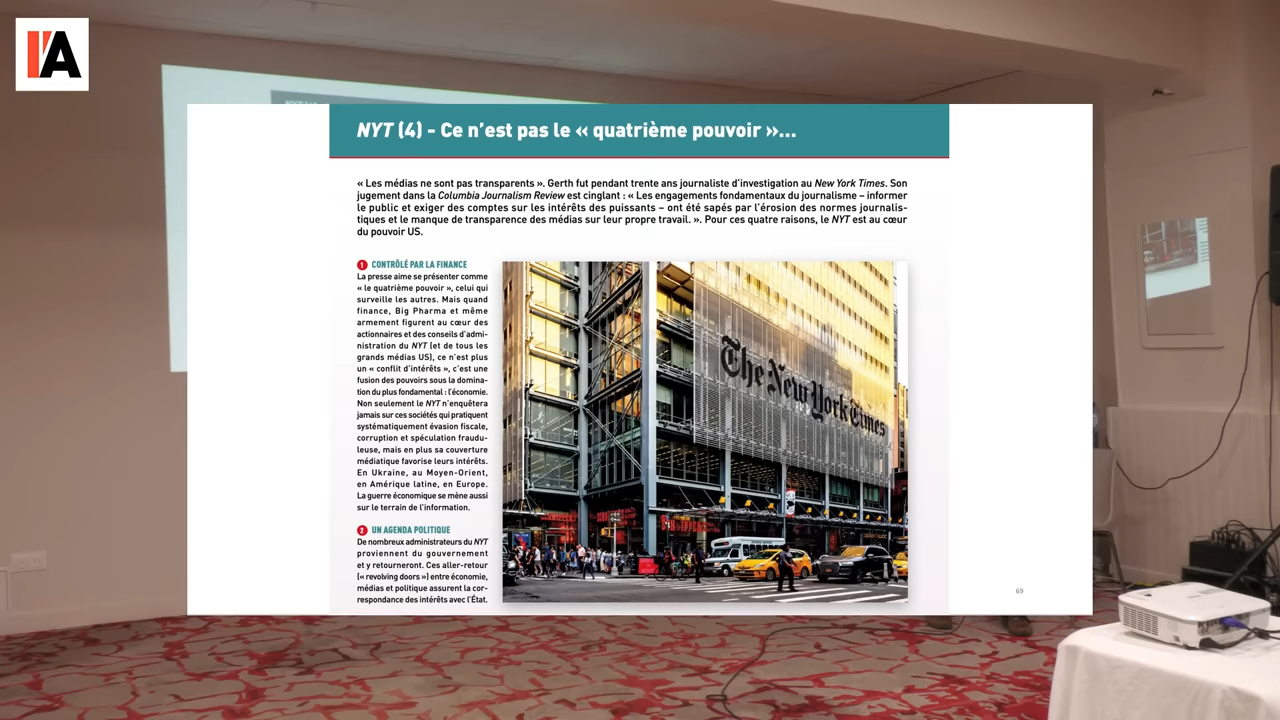 I'A
NYT (4) - Ce n'est pas le « quatrième pouvoir »...
« Les médias ne sont pas transparents ». Gerth fut pendant trente ans journaliste d'investigation au New York Times. Son
jugement dans la Columbia Journalism Review est cinglant : « Les engagements fondamentaux du journalisme – informer
le public et exiger des comptes sur les intérêts des puissants – ont été sapés par l'érosion des normes journalis-
tiques et le manque de transparence des médias sur leur propre travail. ». Pour ces quatre raisons, le NYT est au cœur
du pouvoir US.
1 CONTRÔLÉ PAR LA FINANCE
La presse aime se présenter comme
« le quatrième pouvoir », celui qui
surveille les autres. Mais quand
finance, Big Pharma et même
armement figurent au cœur des
actionnaires et des conseils d'admi-
nistration du NYT (et de tous les
grands médias US), ce n'est plus
un « conflit d'intérêts », c'est une
fusion des pouvoirs sous la domina-
tion du plus fondamental : l'économie.
Non seulement le NYT n'enquêtera
jamais sur ces sociétés qui pratiquent
systématiquement évasion fiscale,
corruption et spéculation fraudu-
leuse, mais en plus sa couverture
médiatique favorise leurs intérêts.
En Ukraine, au Moyen-Orient,
en Amérique latine, en Europe.
La guerre économique se mène aussi
sur le terrain de l'information.
2 UN AGENDA POLITIQUE
De nombreux administrateurs du NYT
proviennent du gouvernement
et y retourneront. Ces aller-retour
(« revolving doors ») entre économie,
médias et politique assurent la cor-
respondance des intérêts avec l'État.
The New York Times
69